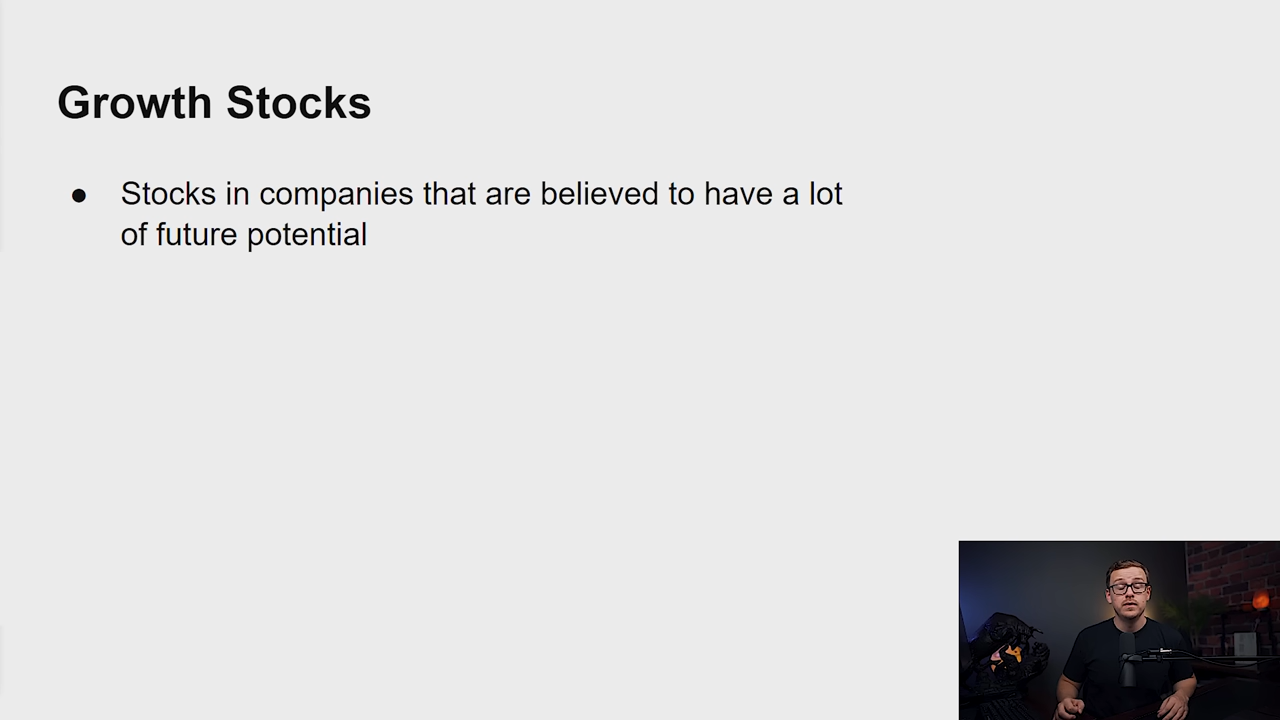 Growth Stocks
● Stocks in companies that are believed to have a lot
of future potential